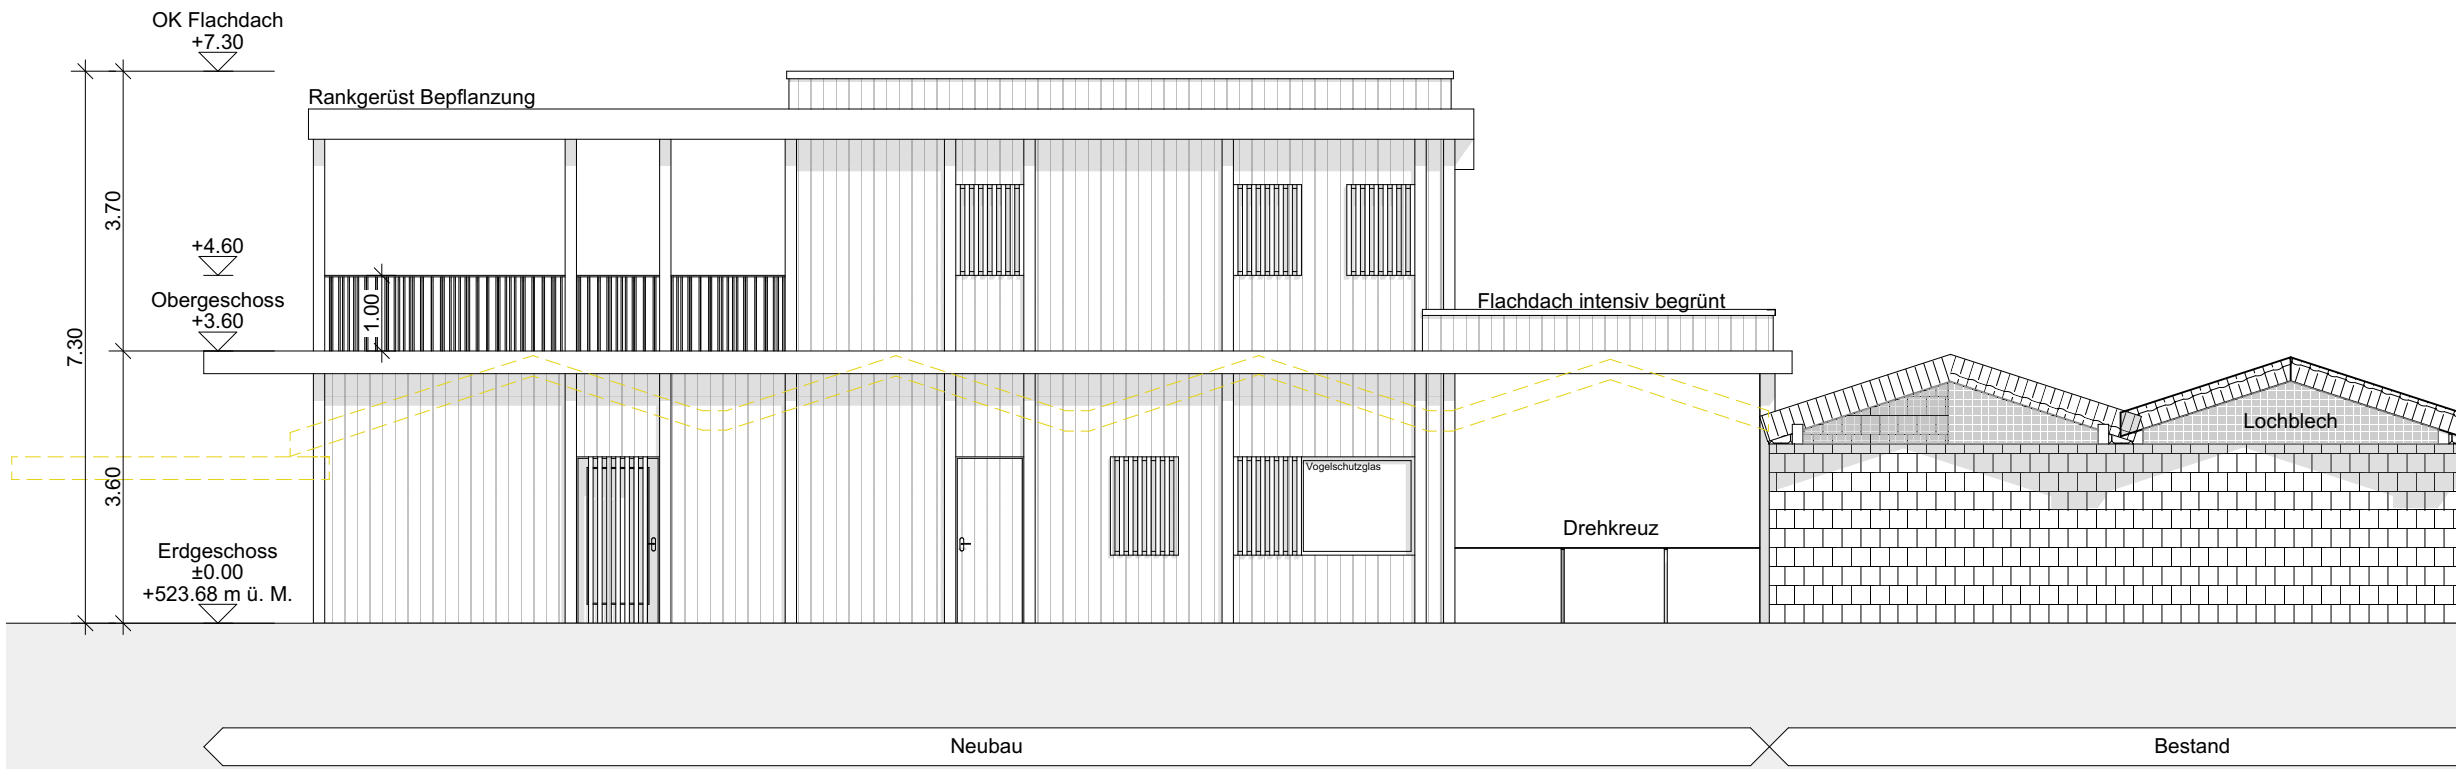 OK Flachdach
+7.30
Rankgerüst Bepflanzung
3.70
+4.60
Obergeschoss
+3.60
1.00
Flachdach intensiv begrünt
7.30
Lochblech
Vogelschutzglas
3.60
Drehkreuz
Erdgeschoss
±0.00
+523.68 m ü. M.
Neubau
Bestand